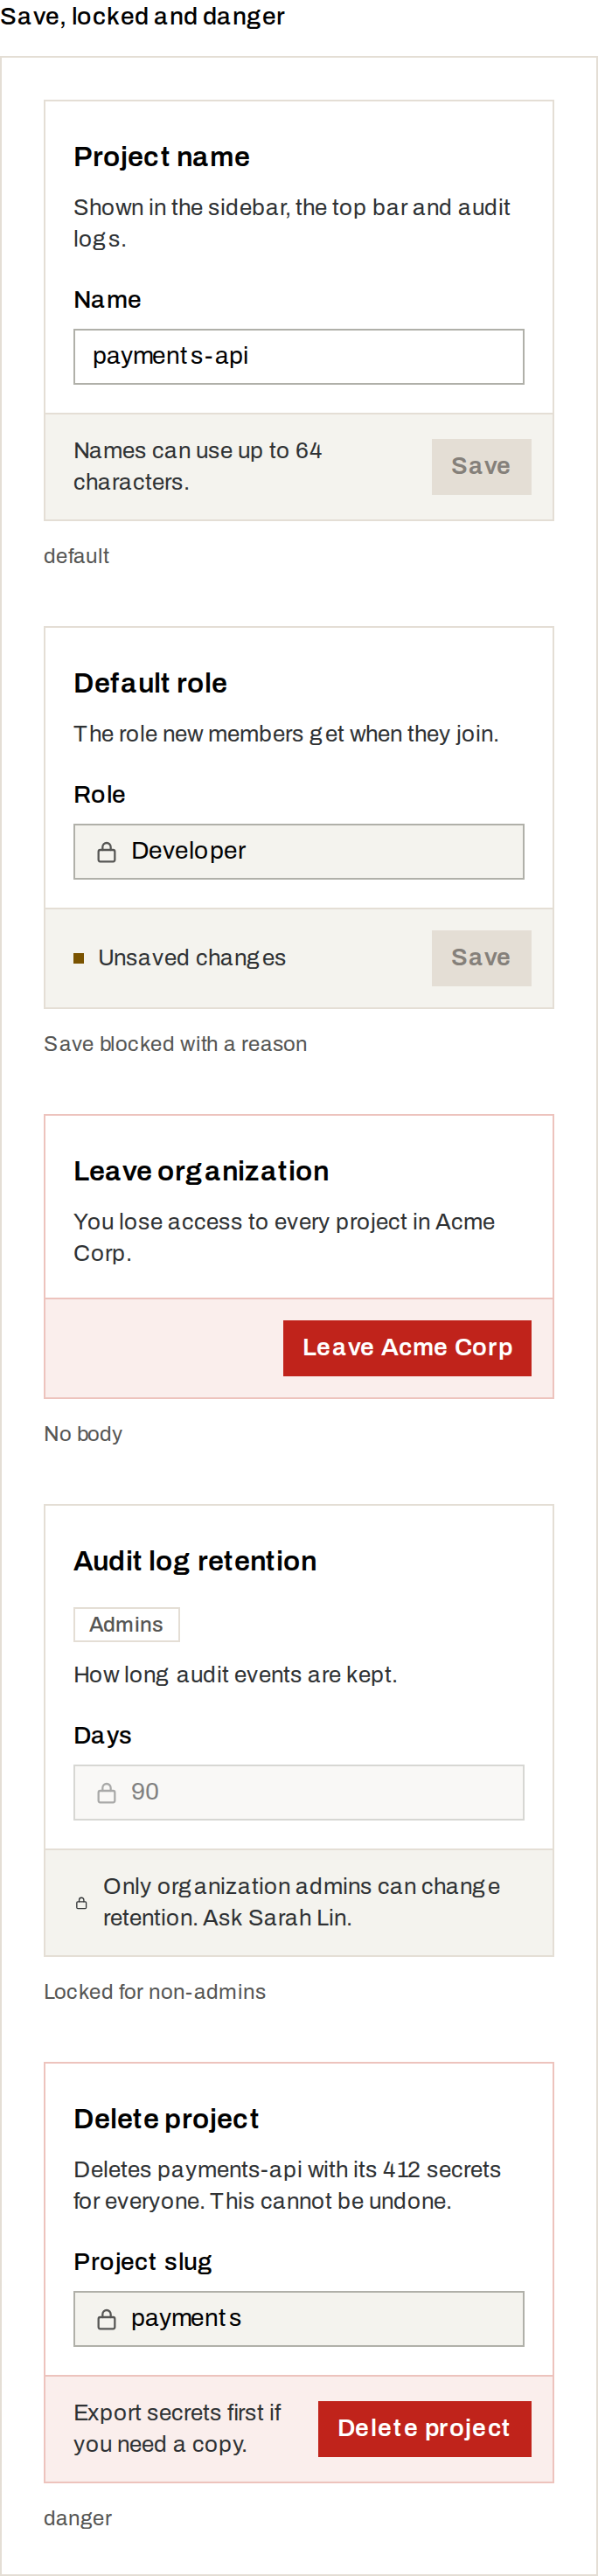 Save, locked and danger
Project name
Shown in the sidebar, the top bar and audit
logs.
Name
payments-api
Names can use up to 64
characters.
Save
default
Default role
The role new members get when they join.
Role
Developer
Unsaved changes
Save
Save blocked with a reason
Leave organization
You lose access to every project in Acme
Corp.
Leave Acme Corp
No body
Audit log retention
Admins
How long audit events are kept.
Days
90
Only organization admins can change
retention. Ask Sarah Lin.
Locked for non-admins
Delete project
Deletes payments-api with its 412 secrets
for everyone. This cannot be undone.
Project slug
payments
Export secrets first if
you need a copy.
Delete project
danger